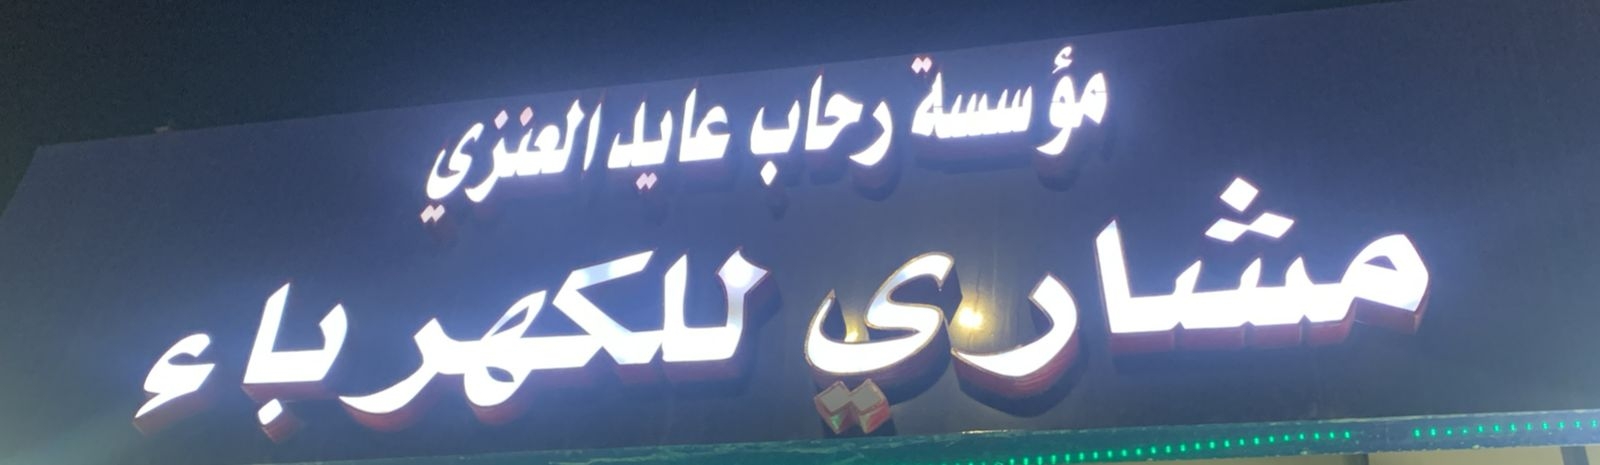 مؤسسة رحاب عايد العنزي
مشاري للكهرباء